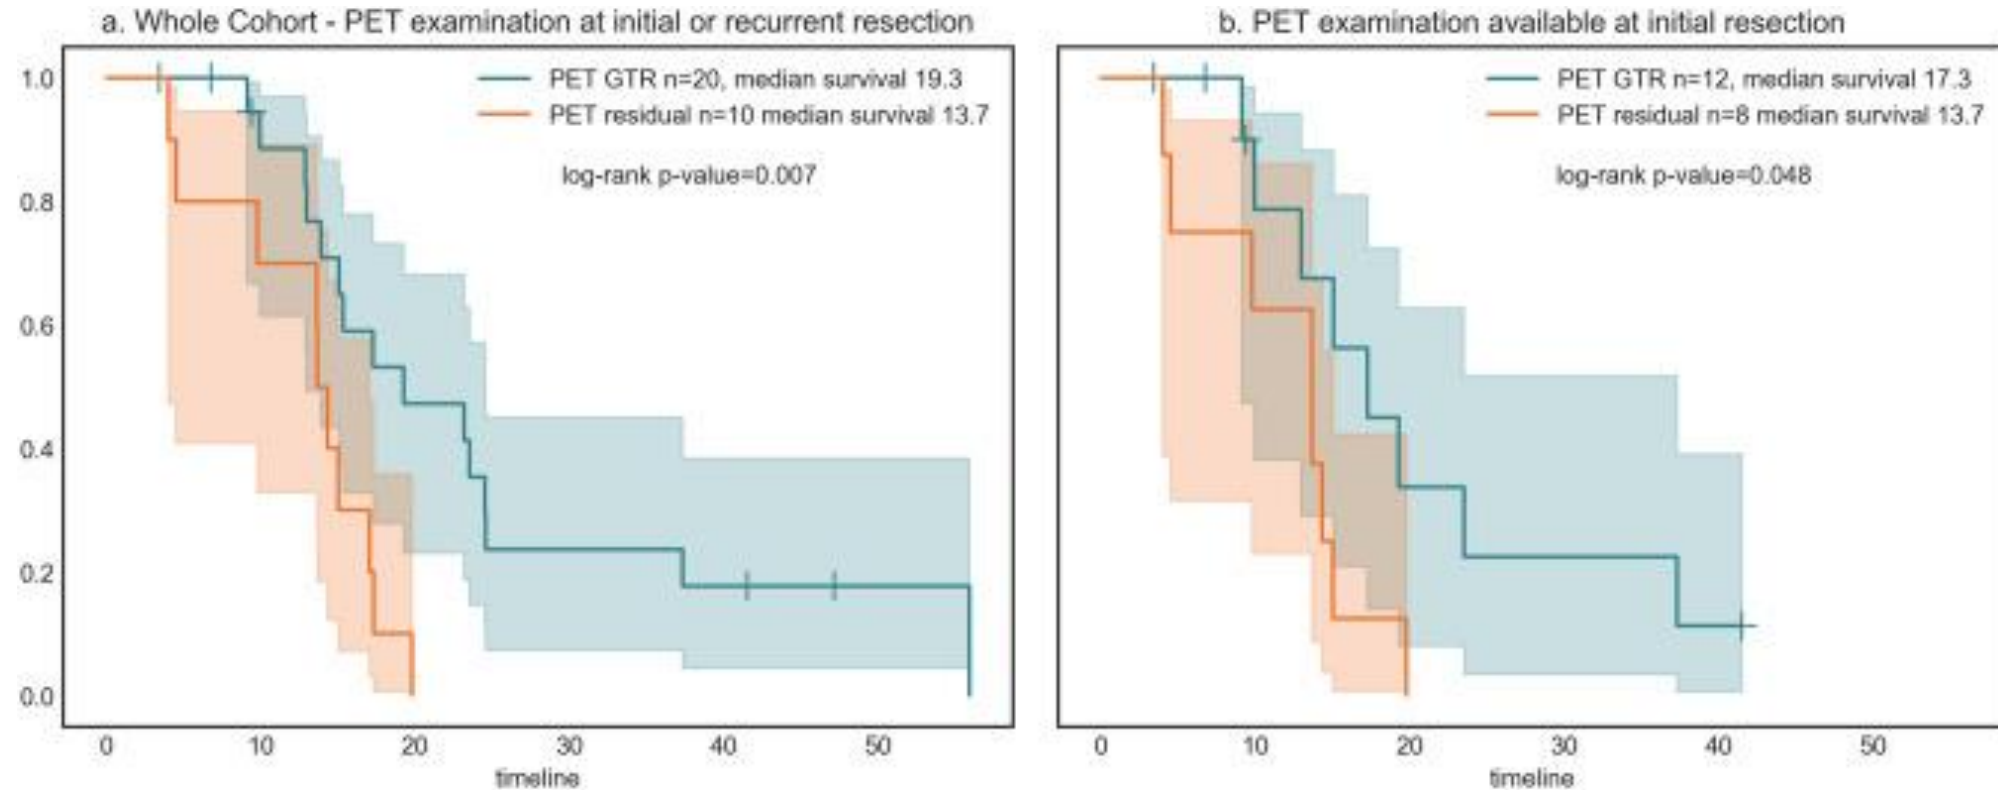 a. Whole Cohort - PET examination at initial or recurrent resection
PET GTR n=20, median survival 19.3
PET residual n=10 median survival 13.7
log-rank p-value=0.007
1.0
0.8
0.6
0.4
0.2
0.0
0 10 20 30 40 50
timeline
b. PET examination available at initial resection
PET GTR n=12, median survival 17.3
PET residual n=8 median survival 13.7
log-rank p-value=0.048
0 10 20 30 40 50
timeline